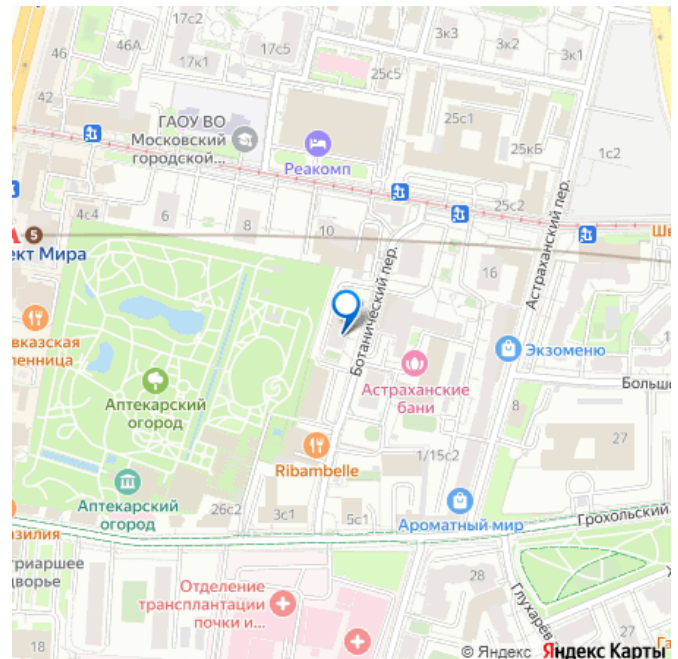 17с2
3к3
3к2
3к1
46
46А
17к1
17с5
25с5
42
25с1
ГАОУ ВО
Московский
городской...
Реакомп
25кБ
1с2
4с4
6
8
10
25с2
Астраханский пер.
5
ект Мира
Ботанический пер.
16
вказская
ленница
Экзоменю
Аптекарский
огород
Астраханские
бани
Больш
8
27
Ribambelle
1/15с2
Аптекарский
огород
26с2
3с1
5с1
Ароматный мир
Грохольский
азилия
триаршее
дворье
Отделение
трансплантации
почки и...
28
Глухарёв
27
18
© Яндекс Яндекс Карты